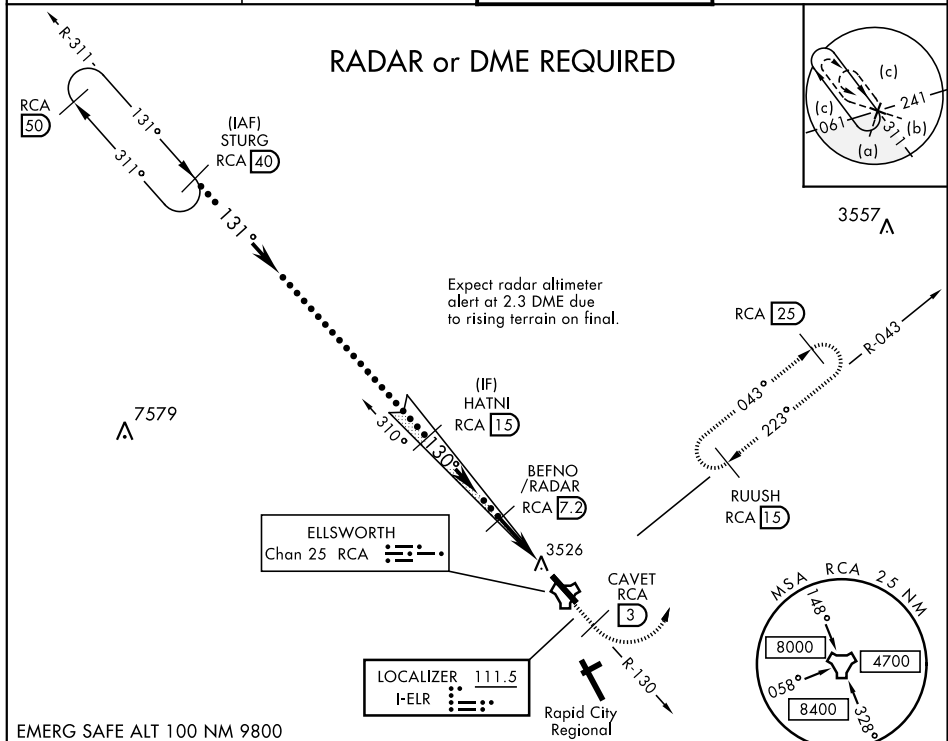 RADAR or DME REQUIRED
R-311
RCA
50
131°
311°
(IAF)
STURG
RCA 40
131°
(c)
(c)
241
061
311
(b)
(a)
3557
Expect radar altimeter
alert at 2.3 DME due
to rising terrain on final.
RCA 25
R-043
043°
223°
RUUSH
RCA 15
7579
(IF)
HATNI
RCA 15
310°
130°
BEFNO
/RADAR
RCA 7.2
ELLSWORTH
Chan 25 RCA
3526
CAVET
RCA
3
R-130
LOCALIZER 111.5
I-ELR
Rapid City
Regional
MSA RCA 25 NM
148°
8000
4700
058°
8400
328°
EMERG SAFE ALT 100 NM 9800